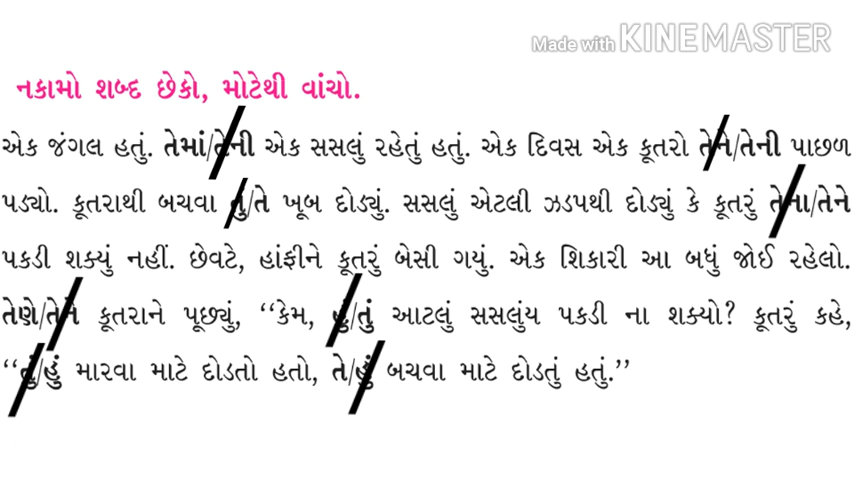 Made with KINEMASTER
નકામો શબ્દ છેકો, મોટેથી વાંચો.
એક જંગલ હતું. તેમાં/તેની એક સસલું રહેતું હતું. એક દિવસ એક કૂતરો તેને/તેની પાછળ
પડ્યો. કૂતરાથી બચવા તું/તે ખૂબ દોડ્યું. સસલું એટલી ઝડપથી દોડ્યું કે કૂતરું તેના/તેને
પકડી શક્યું નહીં. છેવટે, હાંફીને કૂતરું બેસી ગયું. એક શિકારી આ બધું જોઈ રહેલો.
તેણે/તેને કૂતરાને પૂછ્યું, ‘‘કેમ, હું/તું આટલું સસલુંય પકડી ના શક્યો? કૂતરું કહે,
‘‘તું/હું મારવા માટે દોડતો હતો, તે/હું બચવા માટે દોડતું હતું.’’